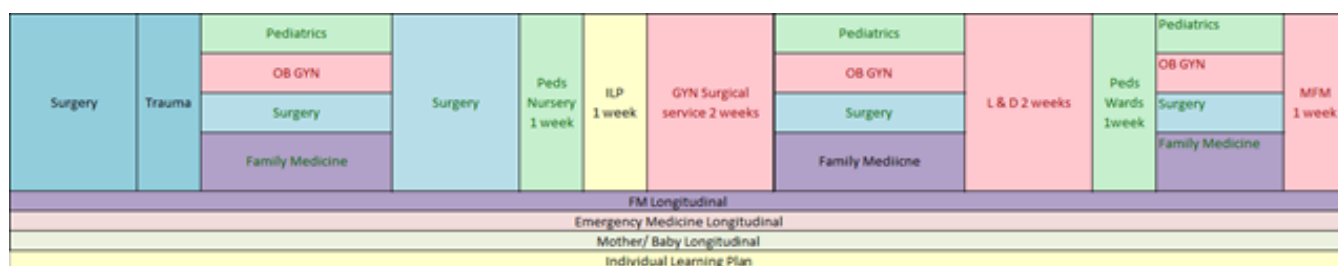 Surgery
Trauma
Pediatrics
OB GYN
Surgery
Family Medicine
Surgery
Peds
Nursery
1 week
ILP
1 week
GYN Surgical
service 2 weeks
Pediatrics
OB GYN
Surgery
Family Mediicne
L & D 2 weeks
Peds
Wards
1week
Pediatrics
OB GYN
Surgery
Family Medicine
MFM
1 week
FM Longitudinal
Emergency Medicine Longitudinal
Mother/ Baby Longitudinal
Individual Learning Plan